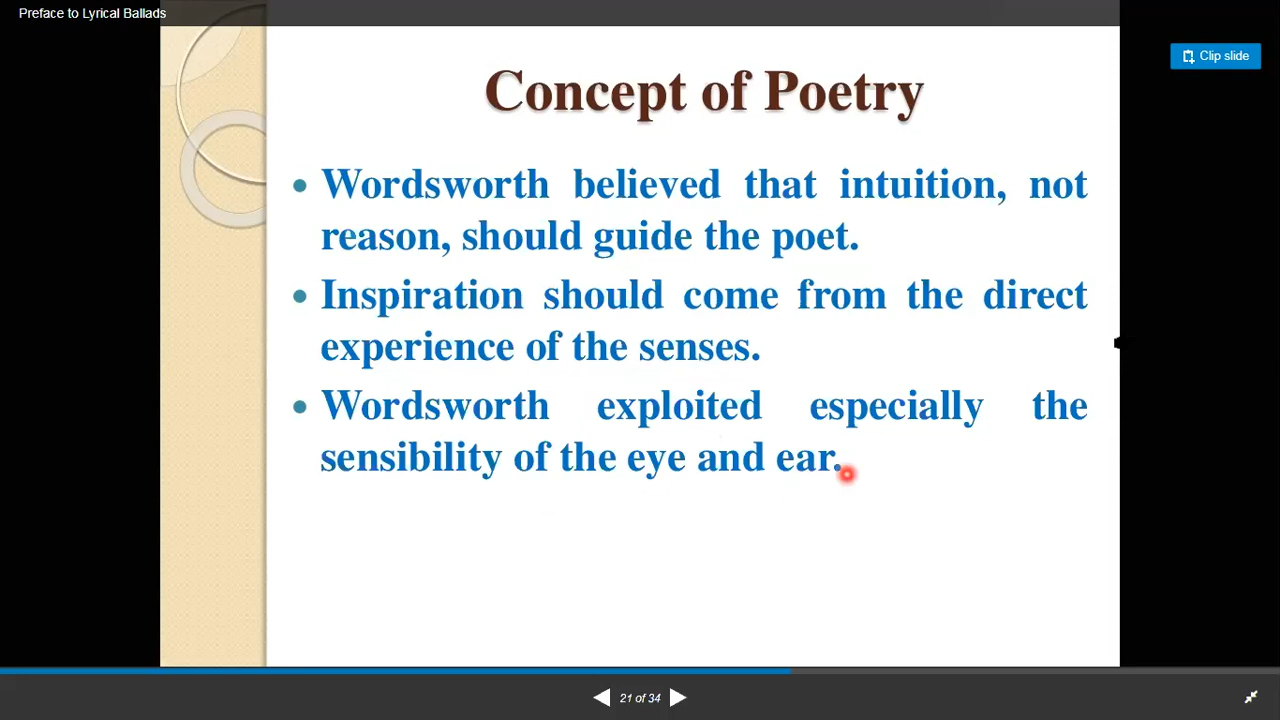 Preface to Lyrical Ballads
Clip slide
Concept of Poetry
• Wordsworth believed that intuition, not
reason, should guide the poet.
• Inspiration should come from the direct
experience of the senses.
• Wordsworth exploited especially the
sensibility of the eye and ear.
21 of 34